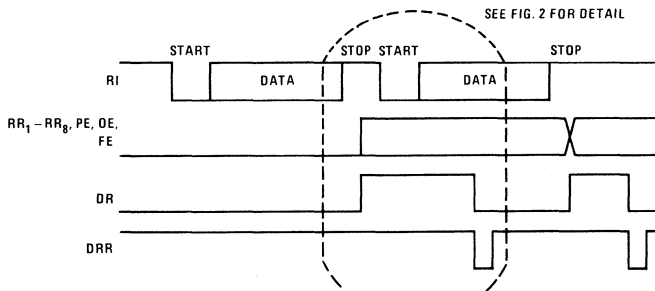 SEE FIG. 2 FOR DETAIL
START STOP START STOP
RI DATA DATA
RR₁–RR₈, PE, OE,
FE
DR
DRR